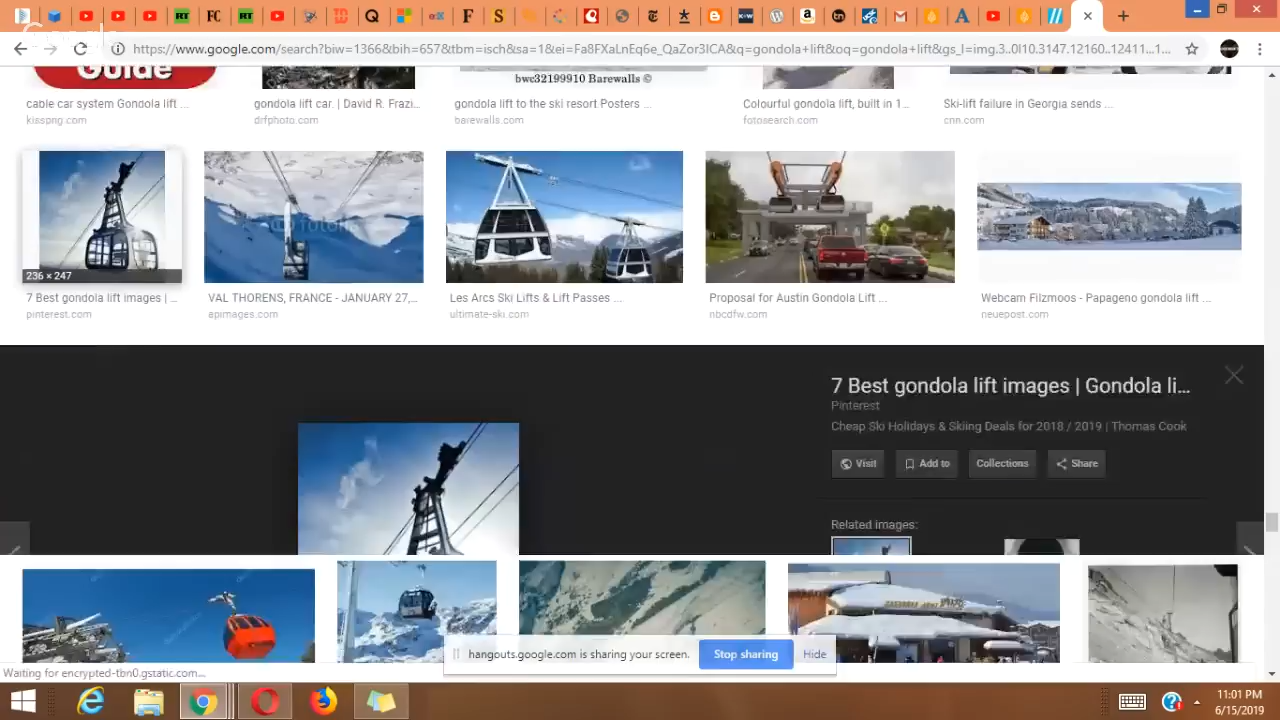 https://www.google.com/search?biw=1366&bih=657&tbm=isch&sa=1&ei=Fa8FXaLnEq6e_QaZor3ICA&q=gondola+lift&oq=gondola+lift&gs_l=img.3..0l10.3147.12160..12411...1...
Guide
bwc32199910 Barewalls ©
cable car system Gondola lift ...
kisspng.com
gondola lift car. | David R. Frazi...
drfphoto.com
gondola lift to the ski resort Posters ...
barewalls.com
Colourful gondola lift, built in 1...
fotosearch.com
Ski-lift failure in Georgia sends ...
cnn.com
236 × 247
7 Best gondola lift images | ...
pinterest.com
VAL THORENS, FRANCE - JANUARY 27,...
apimages.com
Les Arcs Ski Lifts & Lift Passes ...
ultimate-ski.com
Proposal for Austin Gondola Lift ...
nbcdfw.com
Webcam Filzmoos - Papageno gondola lift ...
neuepost.com
7 Best gondola lift images | Gondola li...
Pinterest
Cheap Ski Holidays & Skiing Deals for 2018 / 2019 | Thomas Cook
Visit
Add to
Collections
Share
Related images:
hangouts.google.com is sharing your screen.
Stop sharing
Hide
Waiting for encrypted-tbn0.gstatic.com...
11:01 PM
6/15/2019